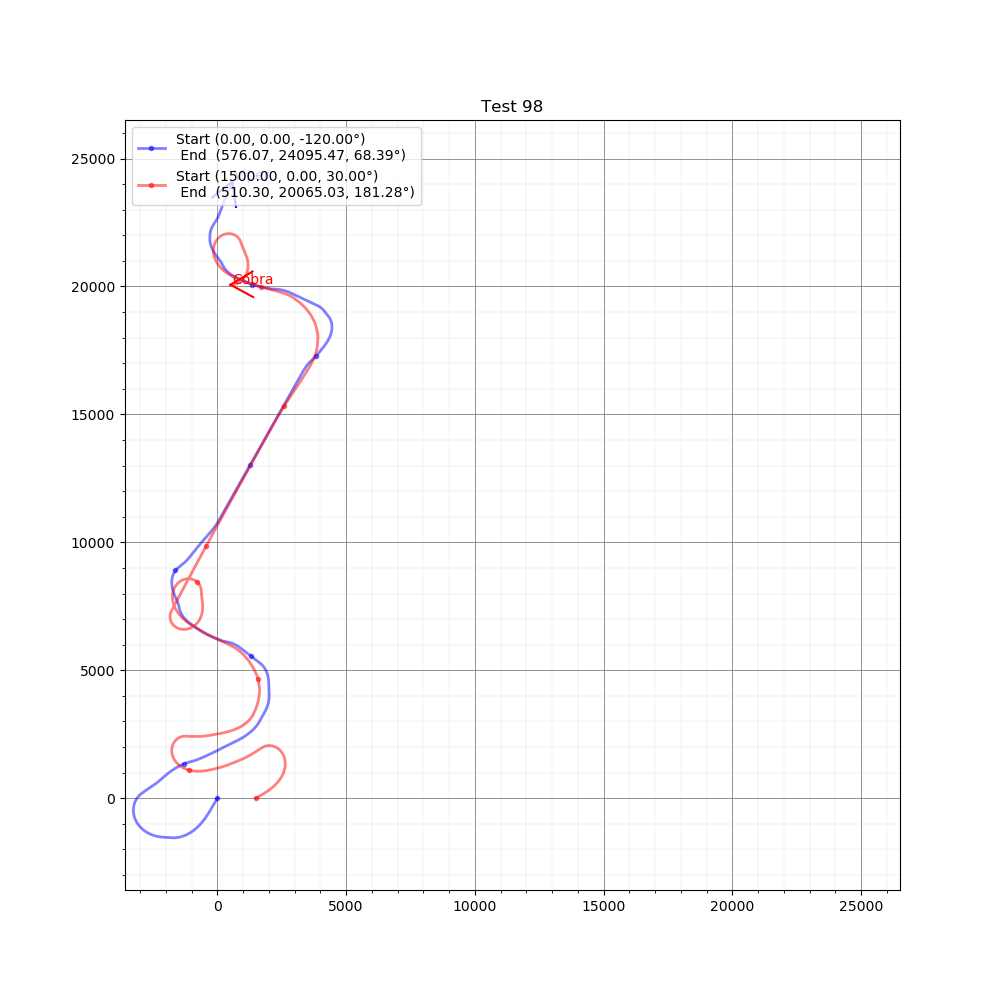 Test 98
Start (0.00, 0.00, -120.00°)
End (576.07, 24095.47, 68.39°)
Start (1500.00, 0.00, 30.00°)
End (510.30, 20065.03, 181.28°)
Cobra
25000
20000
15000
10000
5000
0
0
5000
10000
15000
20000
25000